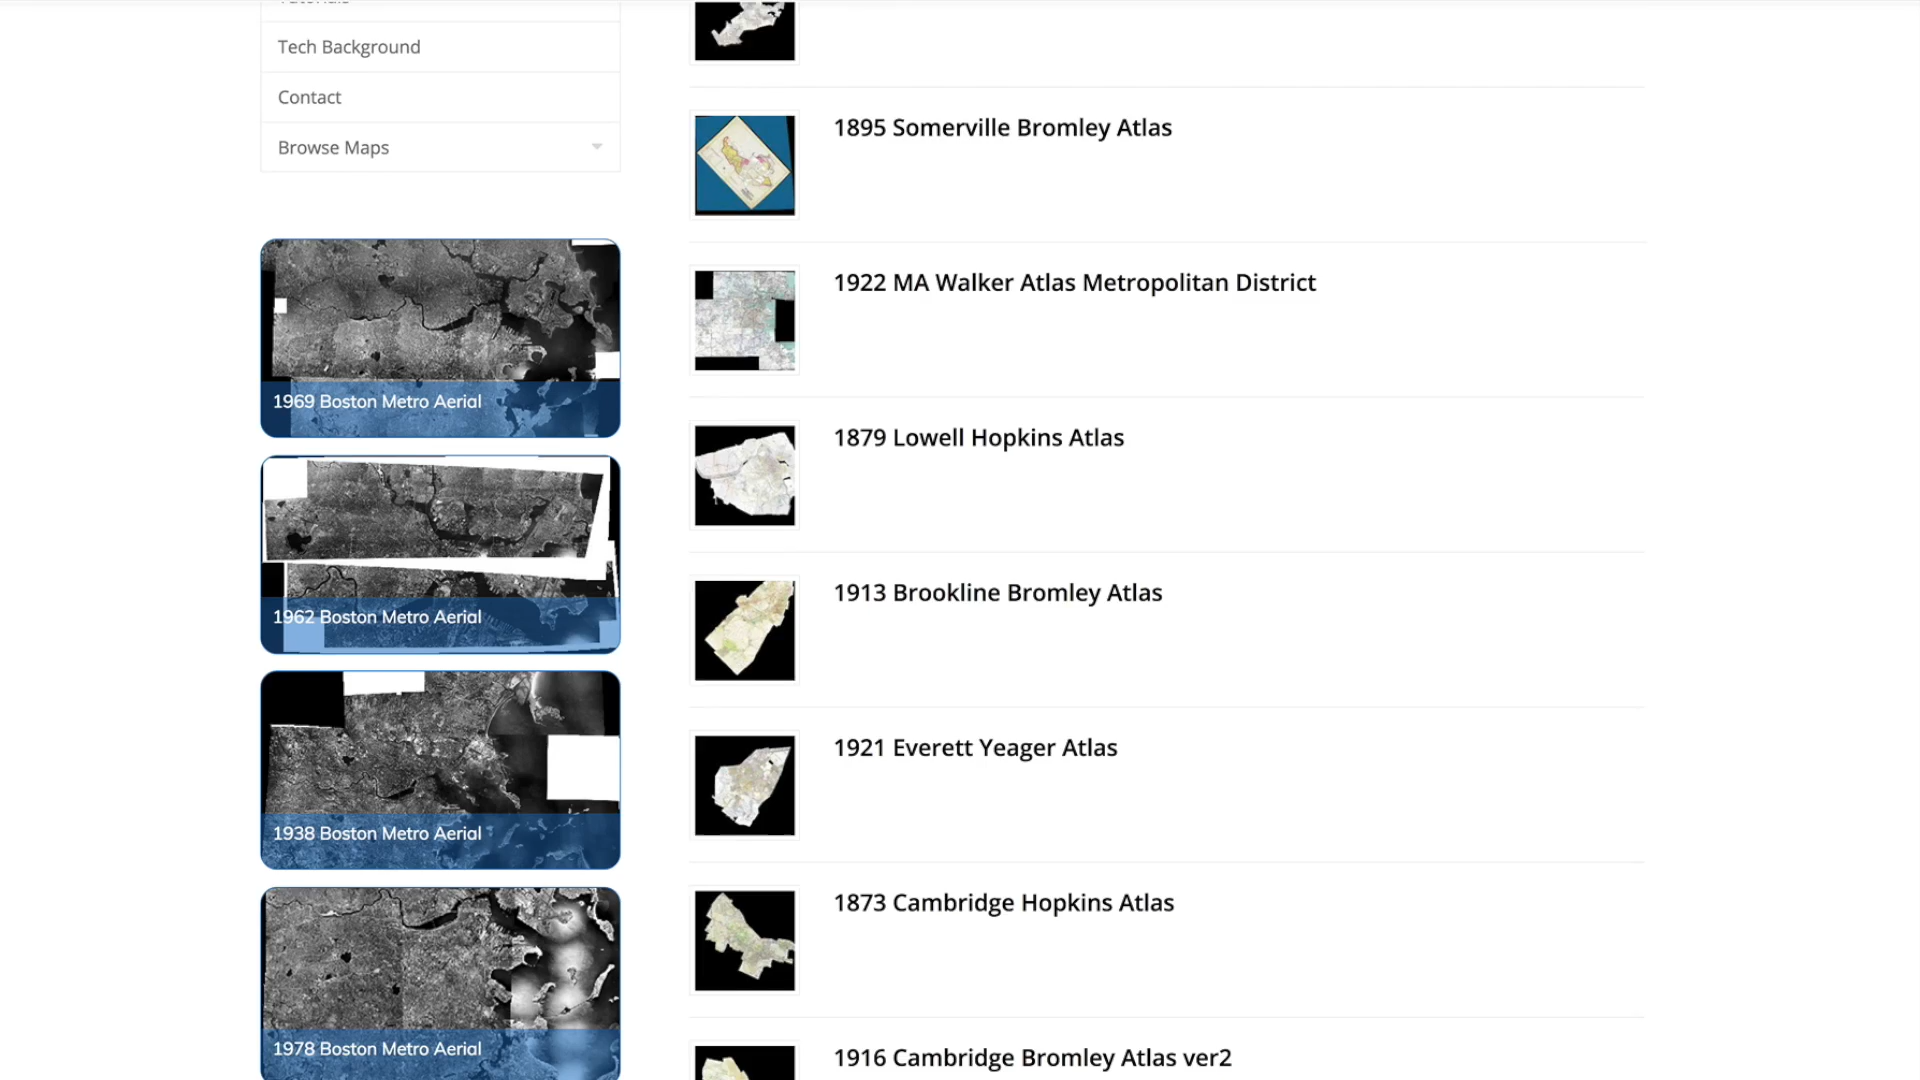 Tech Background
Contact
Browse Maps
1969 Boston Metro Aerial
1962 Boston Metro Aerial
1938 Boston Metro Aerial
1978 Boston Metro Aerial
1895 Somerville Bromley Atlas
1922 MA Walker Atlas Metropolitan District
1879 Lowell Hopkins Atlas
1913 Brookline Bromley Atlas
1921 Everett Yeager Atlas
1873 Cambridge Hopkins Atlas
1916 Cambridge Bromley Atlas ver2